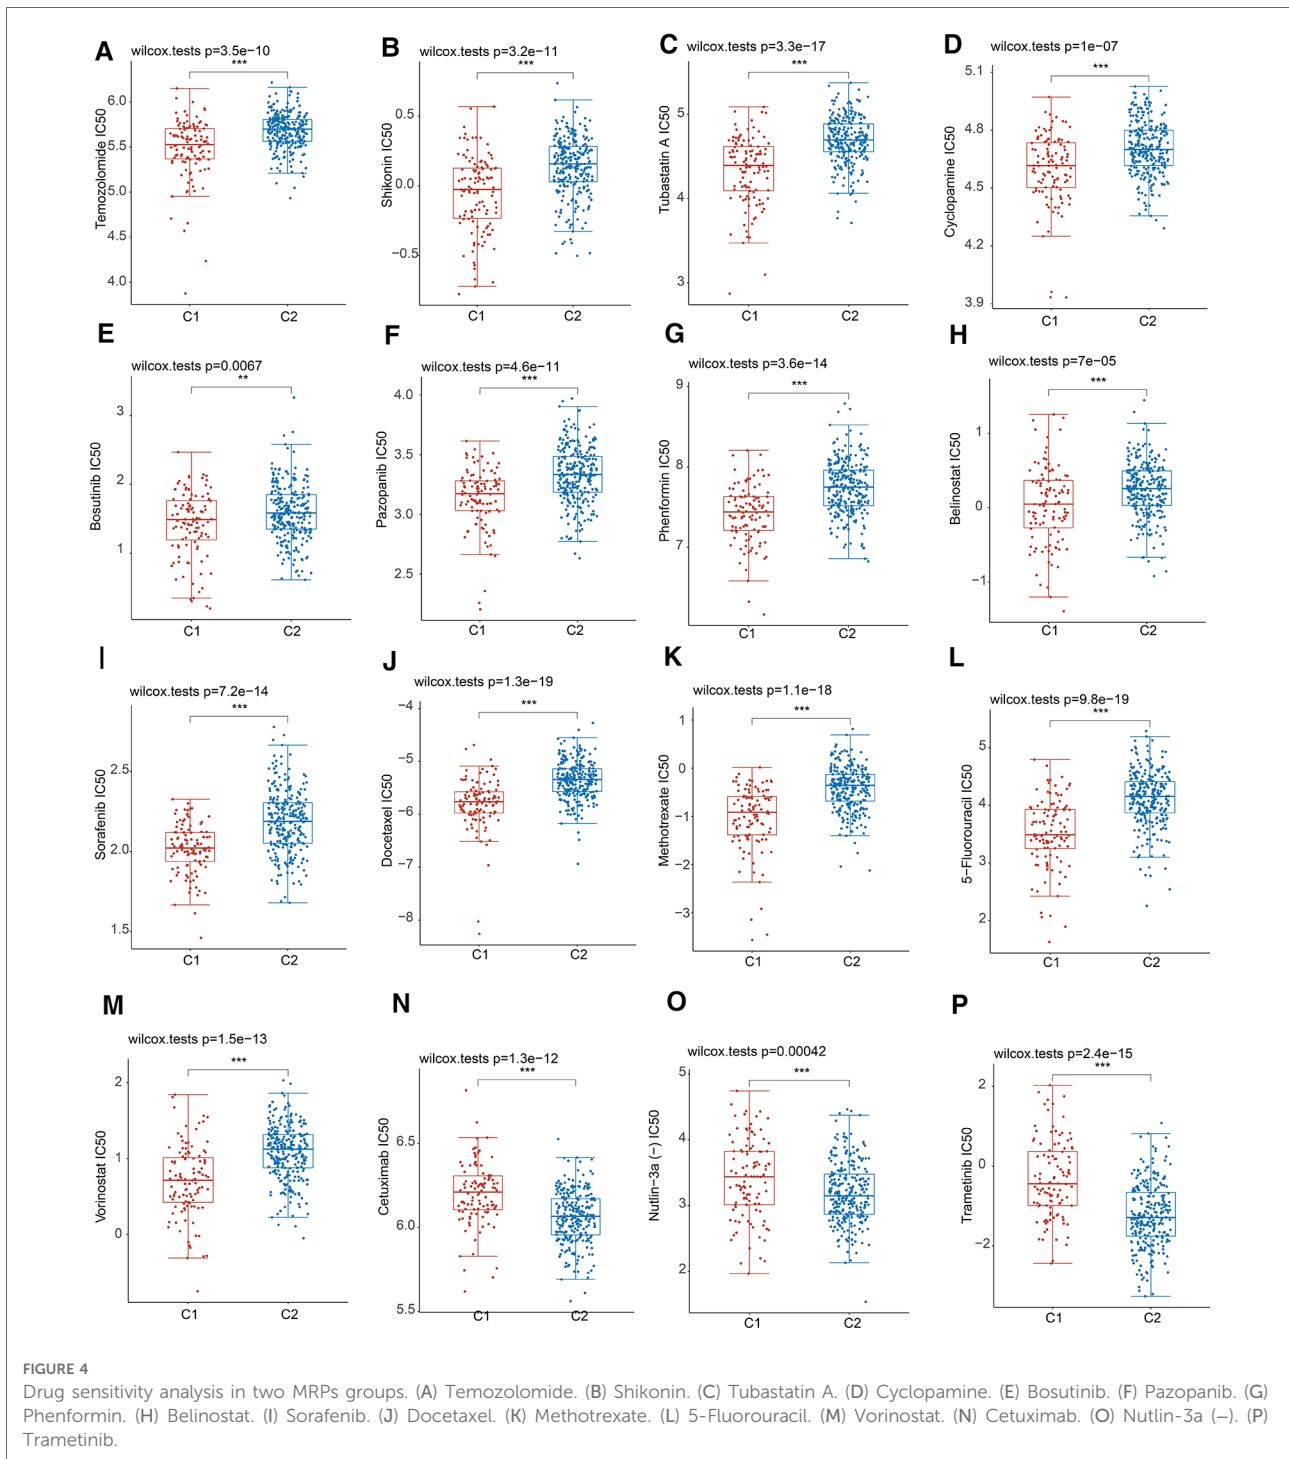 A
wilcox.tests p=3.5e−10
***
Temozolomide IC50
6.0
5.5
5.0
4.5
4.0
C1
C2
B
wilcox.tests p=3.2e−11
***
Shikonin IC50
0.5
0.0
−0.5
C1
C2
C
wilcox.tests p=3.3e−17
***
Tubastatin A IC50
5
4
3
C1
C2
D
wilcox.tests p=1e−07
***
Cyclopamine IC50
5.1
4.8
4.5
4.2
3.9
C1
C2
E
wilcox.tests p=0.0067
**
Bosutinib IC50
3
2
1
C1
C2
F
wilcox.tests p=4.6e−11
***
Pazopanib IC50
4.0
3.5
3.0
2.5
C1
C2
G
wilcox.tests p=3.6e−14
***
Phenformin IC50
9
8
7
C1
C2
H
wilcox.tests p=7e−05
***
Belinostat IC50
1
0
−1
C1
C2
I
wilcox.tests p=7.2e−14
***
Sorafenib IC50
2.5
2.0
1.5
C1
C2
J
wilcox.tests p=1.3e−19
***
Docetaxel IC50
−4
−5
−6
−7
−8
C1
C2
K
wilcox.tests p=1.1e−18
***
Methotrexate IC50
1
0
−1
−2
−3
C1
C2
L
wilcox.tests p=9.8e−19
***
5−Fluorouracil IC50
5
4
3
2
C1
C2
M
wilcox.tests p=1.5e−13
***
Vorinostat IC50
2
1
0
C1
C2
N
wilcox.tests p=1.3e−12
***
Cetuximab IC50
6.5
6.0
5.5
C1
C2
O
wilcox.tests p=0.00042
***
Nutlin−3a (−) IC50
5
4
3
2
C1
C2
P
wilcox.tests p=2.4e−15
***
Trametinib IC50
2
0
−2
C1
C2
FIGURE 4
Drug sensitivity analysis in two MRPs groups. (A) Temozolomide. (B) Shikonin. (C) Tubastatin A. (D) Cyclopamine. (E) Bosutinib. (F) Pazopanib. (G)
Phenformin. (H) Belinostat. (I) Sorafenib. (J) Docetaxel. (K) Methotrexate. (L) 5-Fluorouracil. (M) Vorinostat. (N) Cetuximab. (O) Nutlin-3a (−). (P)
Trametinib.